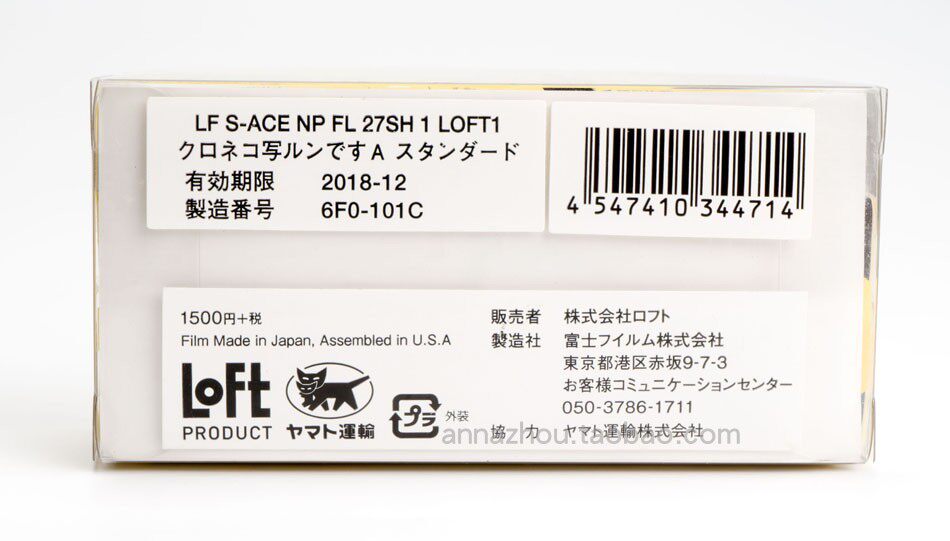 LF S-ACE NP FL 27SH 1 LOFT1
クロネコ写ルンですA スタンダード
有効期限 2018-12
製造番号 6F0-101C
4 547410 344714
1500円+税
Film Made in Japan, Assembled in U.S.A
LOFT
PRODUCT
ヤマト運輸
プラ
外装
販売者 株式会社ロフト
製造社 富士フイルム株式会社
東京都港区赤坂9-7-3
お客様コミュニケーションセンター
050-3786-1711
協力 ヤマト運輸株式会社
annazhou.taobao.com